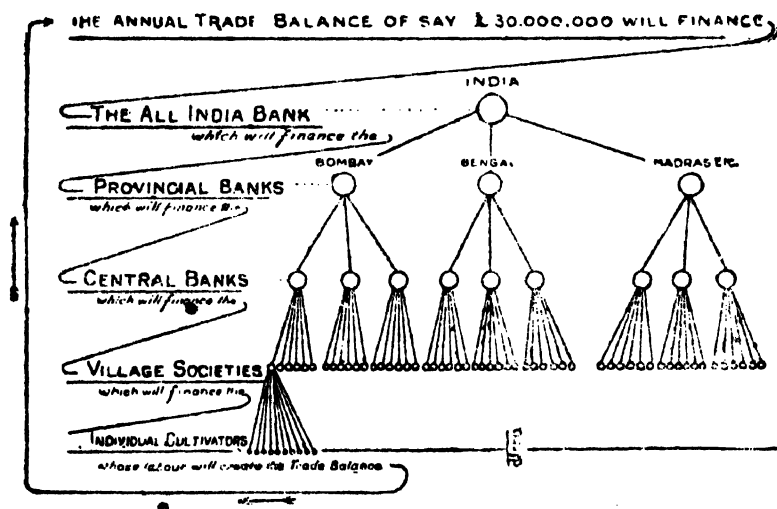 THE ANNUAL TRADE BALANCE OF SAY £ 30.000.000 WILL FINANCE
INDIA
THE ALL INDIA BANK
which will finance the
BOMBAY BENGAL MADRAS ETC.
PROVINCIAL BANKS
which will finance the
CENTRAL BANKS
which will finance the
VILLAGE SOCIETIES
which will finance the
INDIVIDUAL CULTIVATORS
whose labour will create the Trade Balance